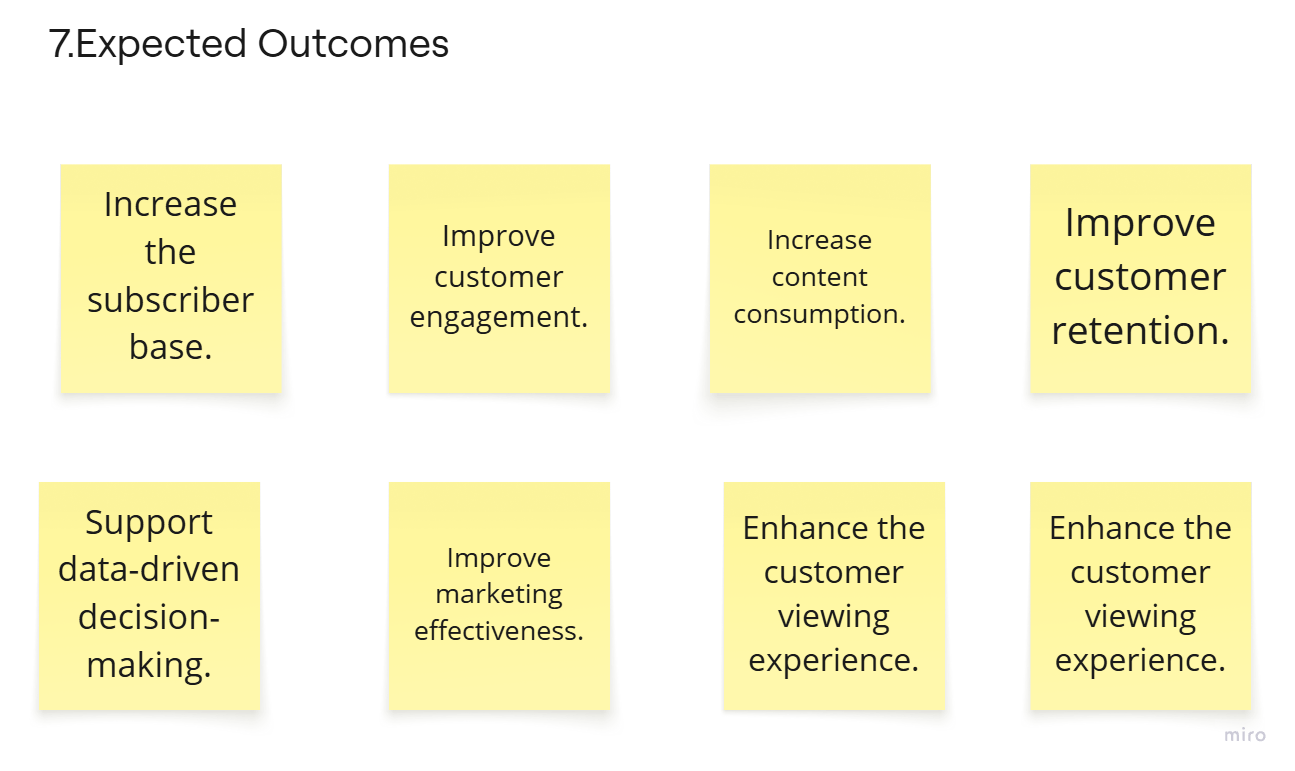 7.Expected Outcomes
Increase
the
subscriber
base.
Improve
customer
engagement.
Increase
content
consumption.
Improve
customer
retention.
Support
data-driven
decision-
making.
Improve
marketing
effectiveness.
Enhance the
customer
viewing
experience.
Enhance the
customer
viewing
experience.
miro